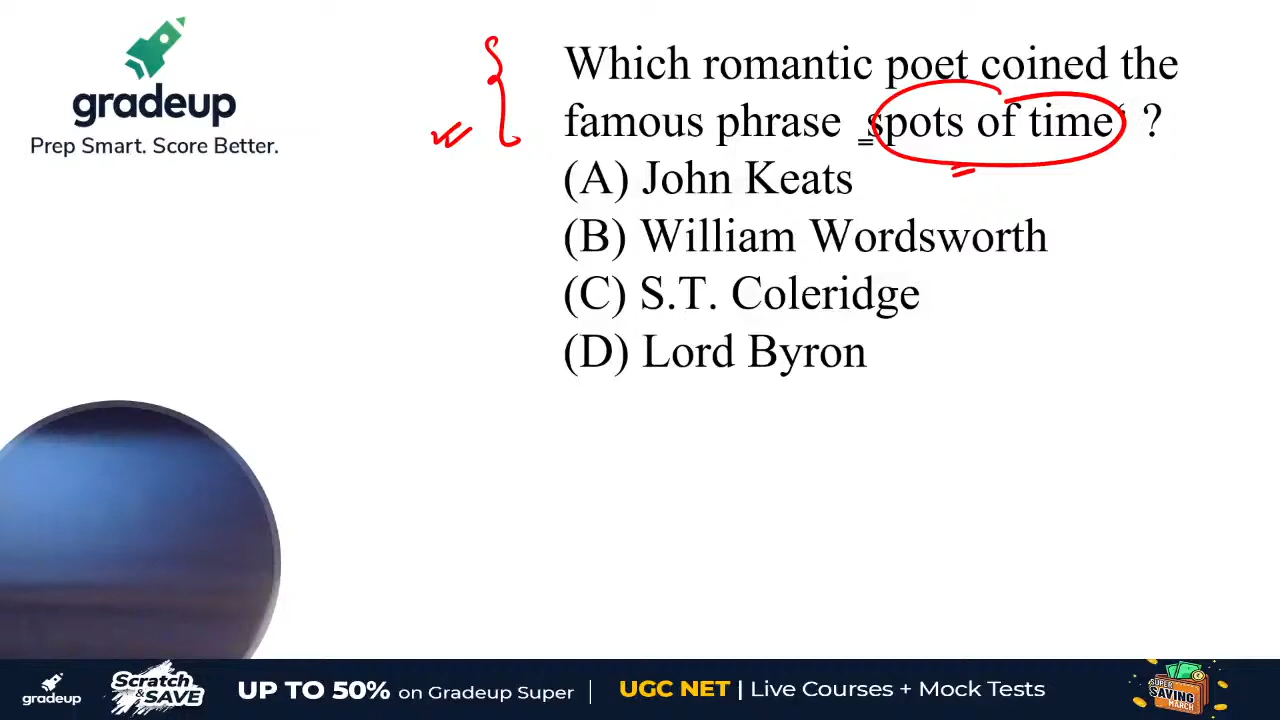 gradeup
Prep Smart. Score Better.
Which romantic poet coined the
famous phrase spots of time‘ ?
(A) John Keats
(B) William Wordsworth
(C) S.T. Coleridge
(D) Lord Byron
gradeup
Scratch
& SAVE
UP TO 50% on Gradeup Super | UGC NET | Live Courses + Mock Tests
SUPER
SAVING
MARCH